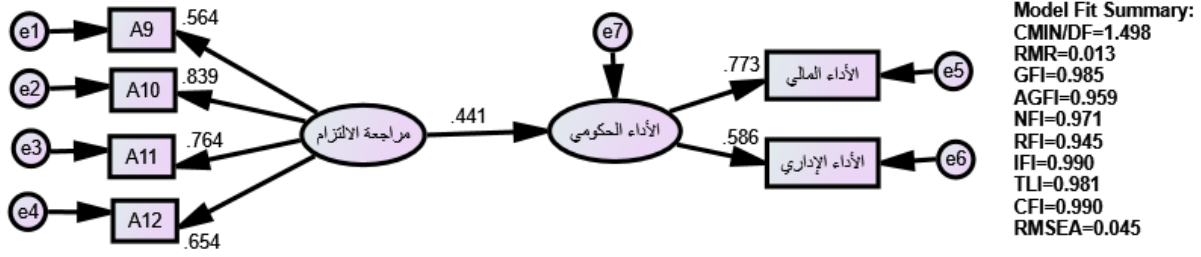 e1
A9
.564
e2
A10
.839
e3
A11
.764
e4
A12
.654
مراجعة الالتزام
.441
e7
الأداء الحكومي
.773
الأداء المالي
e5
.586
الأداء الإداري
e6
Model Fit Summary:
CMIN/DF=1.498
RMR=0.013
GFI=0.985
AGFI=0.959
NFI=0.971
RFI=0.945
IFI=0.990
TLI=0.981
CFI=0.990
RMSEA=0.045